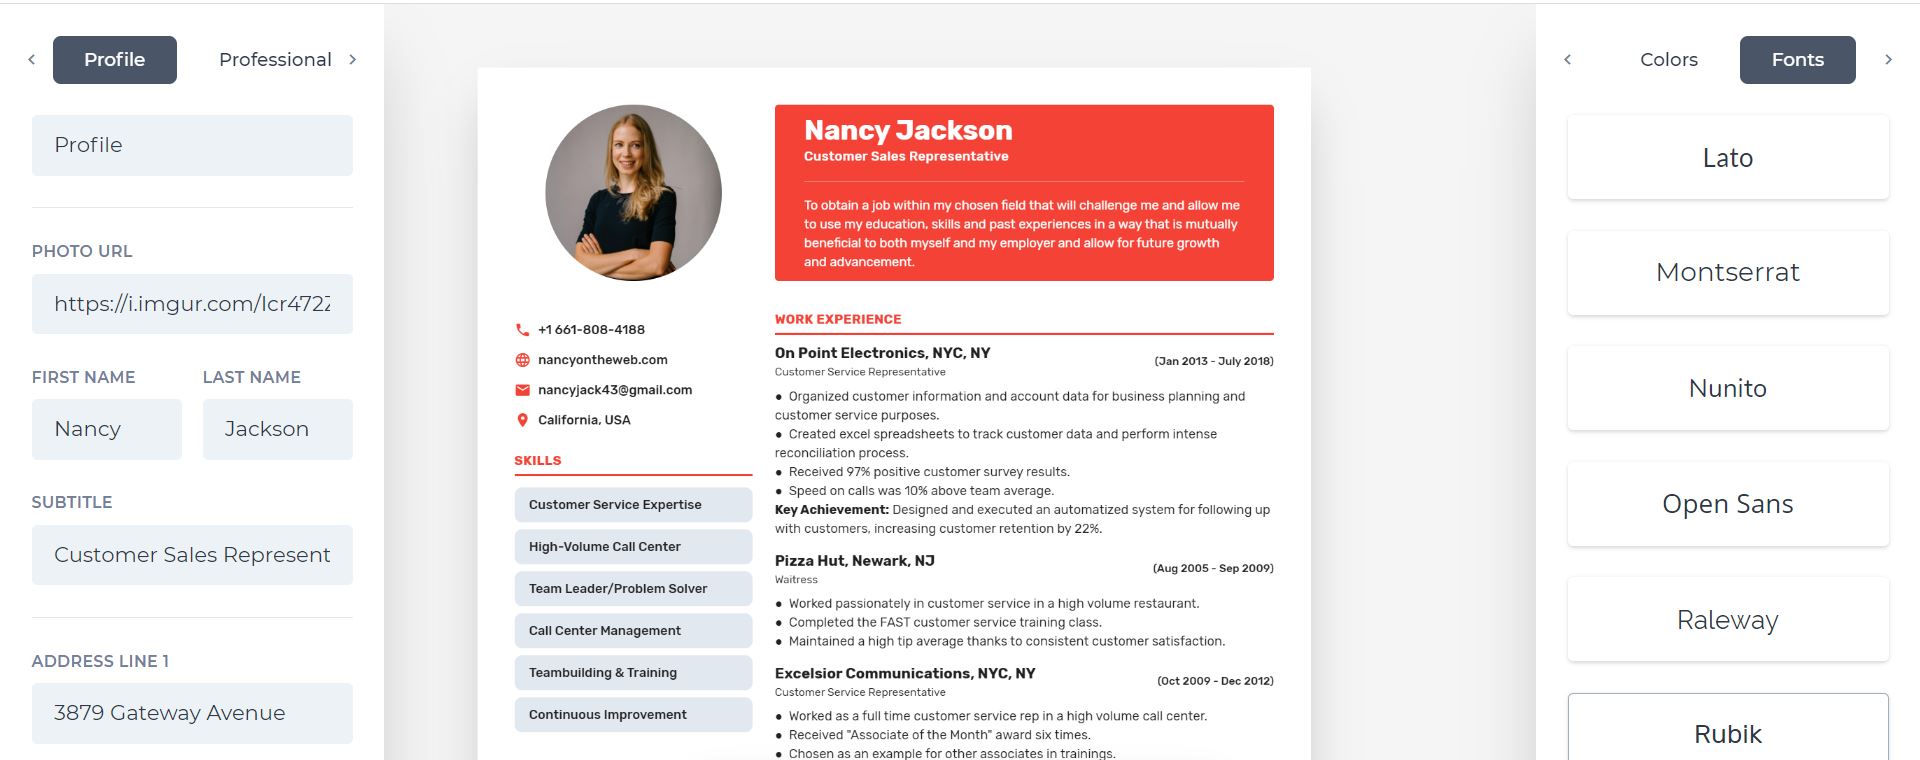 Profile
Professional
Profile
PHOTO URL
https://i.imgur.com/Icr472
FIRST NAME
LAST NAME
Nancy
Jackson
SUBTITLE
Customer Sales Represent
ADDRESS LINE 1
3879 Gateway Avenue
Nancy Jackson
Customer Sales Representative
To obtain a job within my chosen field that will challenge me and allow me
to use my education, skills and past experiences in a way that is mutually
beneficial to both myself and my employer and allow for future growth
and advancement.
+1 661-808-4188
nancyontheweb.com
nancyjack43@gmail.com
California, USA
SKILLS
Customer Service Expertise
High-Volume Call Center
Team Leader/Problem Solver
Call Center Management
Teambuilding & Training
Continuous Improvement
WORK EXPERIENCE
On Point Electronics, NYC, NY
(Jan 2013 - July 2018)
Customer Service Representative
● Organized customer information and account data for business planning and
customer service purposes.
● Created excel spreadsheets to track customer data and perform intense
reconciliation process.
● Received 97% positive customer survey results.
● Speed on calls was 10% above team average.
Key Achievement: Designed and executed an automatized system for following up
with customers, increasing customer retention by 22%.
Pizza Hut, Newark, NJ
(Aug 2005 - Sep 2009)
Waitress
● Worked passionately in customer service in a high volume restaurant.
● Completed the FAST customer service training class.
● Maintained a high tip average thanks to consistent customer satisfaction.
Excelsior Communications, NYC, NY
(Oct 2009 - Dec 2012)
Customer Service Representative
● Worked as a full time customer service rep in a high volume call center.
● Received "Associate of the Month" award six times.
● Chosen as an example for other associates in trainings.
Colors
Fonts
Lato
Montserrat
Nunito
Open Sans
Raleway
Rubik